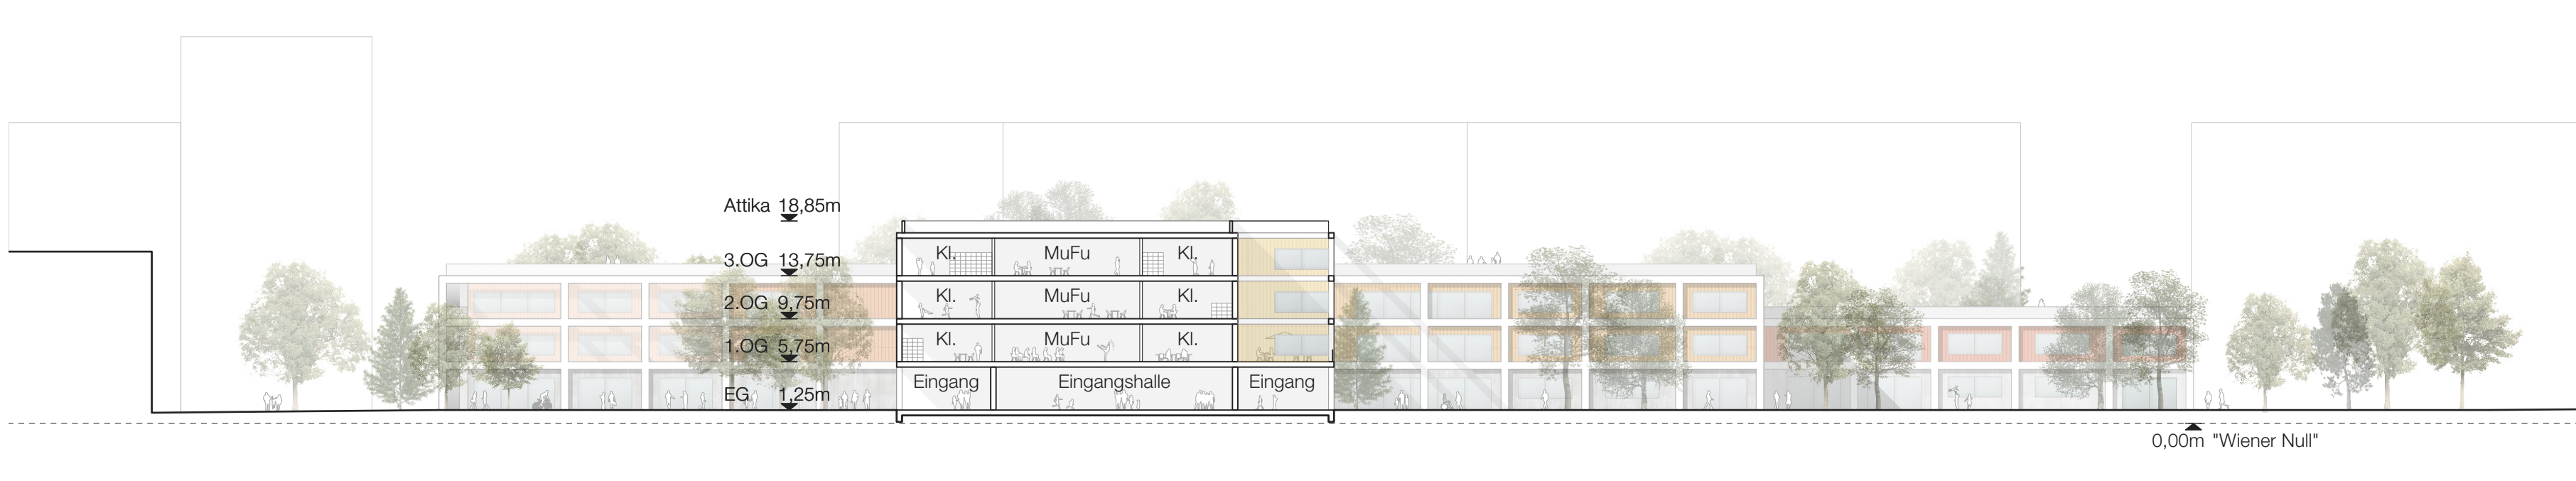 Attika 18,85m
3.OG 13,75m
Kl. MuFu Kl.
2.OG 9,75m
Kl. MuFu Kl.
1.OG 5,75m
Kl. MuFu Kl.
EG 1,25m
Eingang Eingangshalle Eingang
0,00m "Wiener Null"